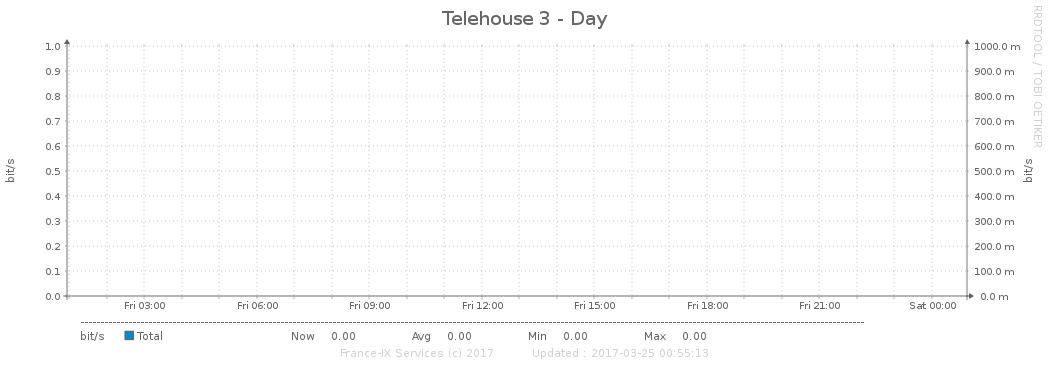 Telehouse 3 - Day
RRDTOOL / TOBI OETIKER
bit/s
1.0
0.9
0.8
0.7
0.6
0.5
0.4
0.3
0.2
0.1
0.0
1000.0 m
900.0 m
800.0 m
700.0 m
600.0 m
500.0 m
400.0 m
300.0 m
200.0 m
100.0 m
0.0 m
bit/s
Fri 03:00 Fri 06:00 Fri 09:00 Fri 12:00 Fri 15:00 Fri 18:00 Fri 21:00 Sat 00:00
bit/s Total Now 0.00 Avg 0.00 Min 0.00 Max 0.00
France-IX Services (c) 2017 Updated : 2017-03-25 00:55:13